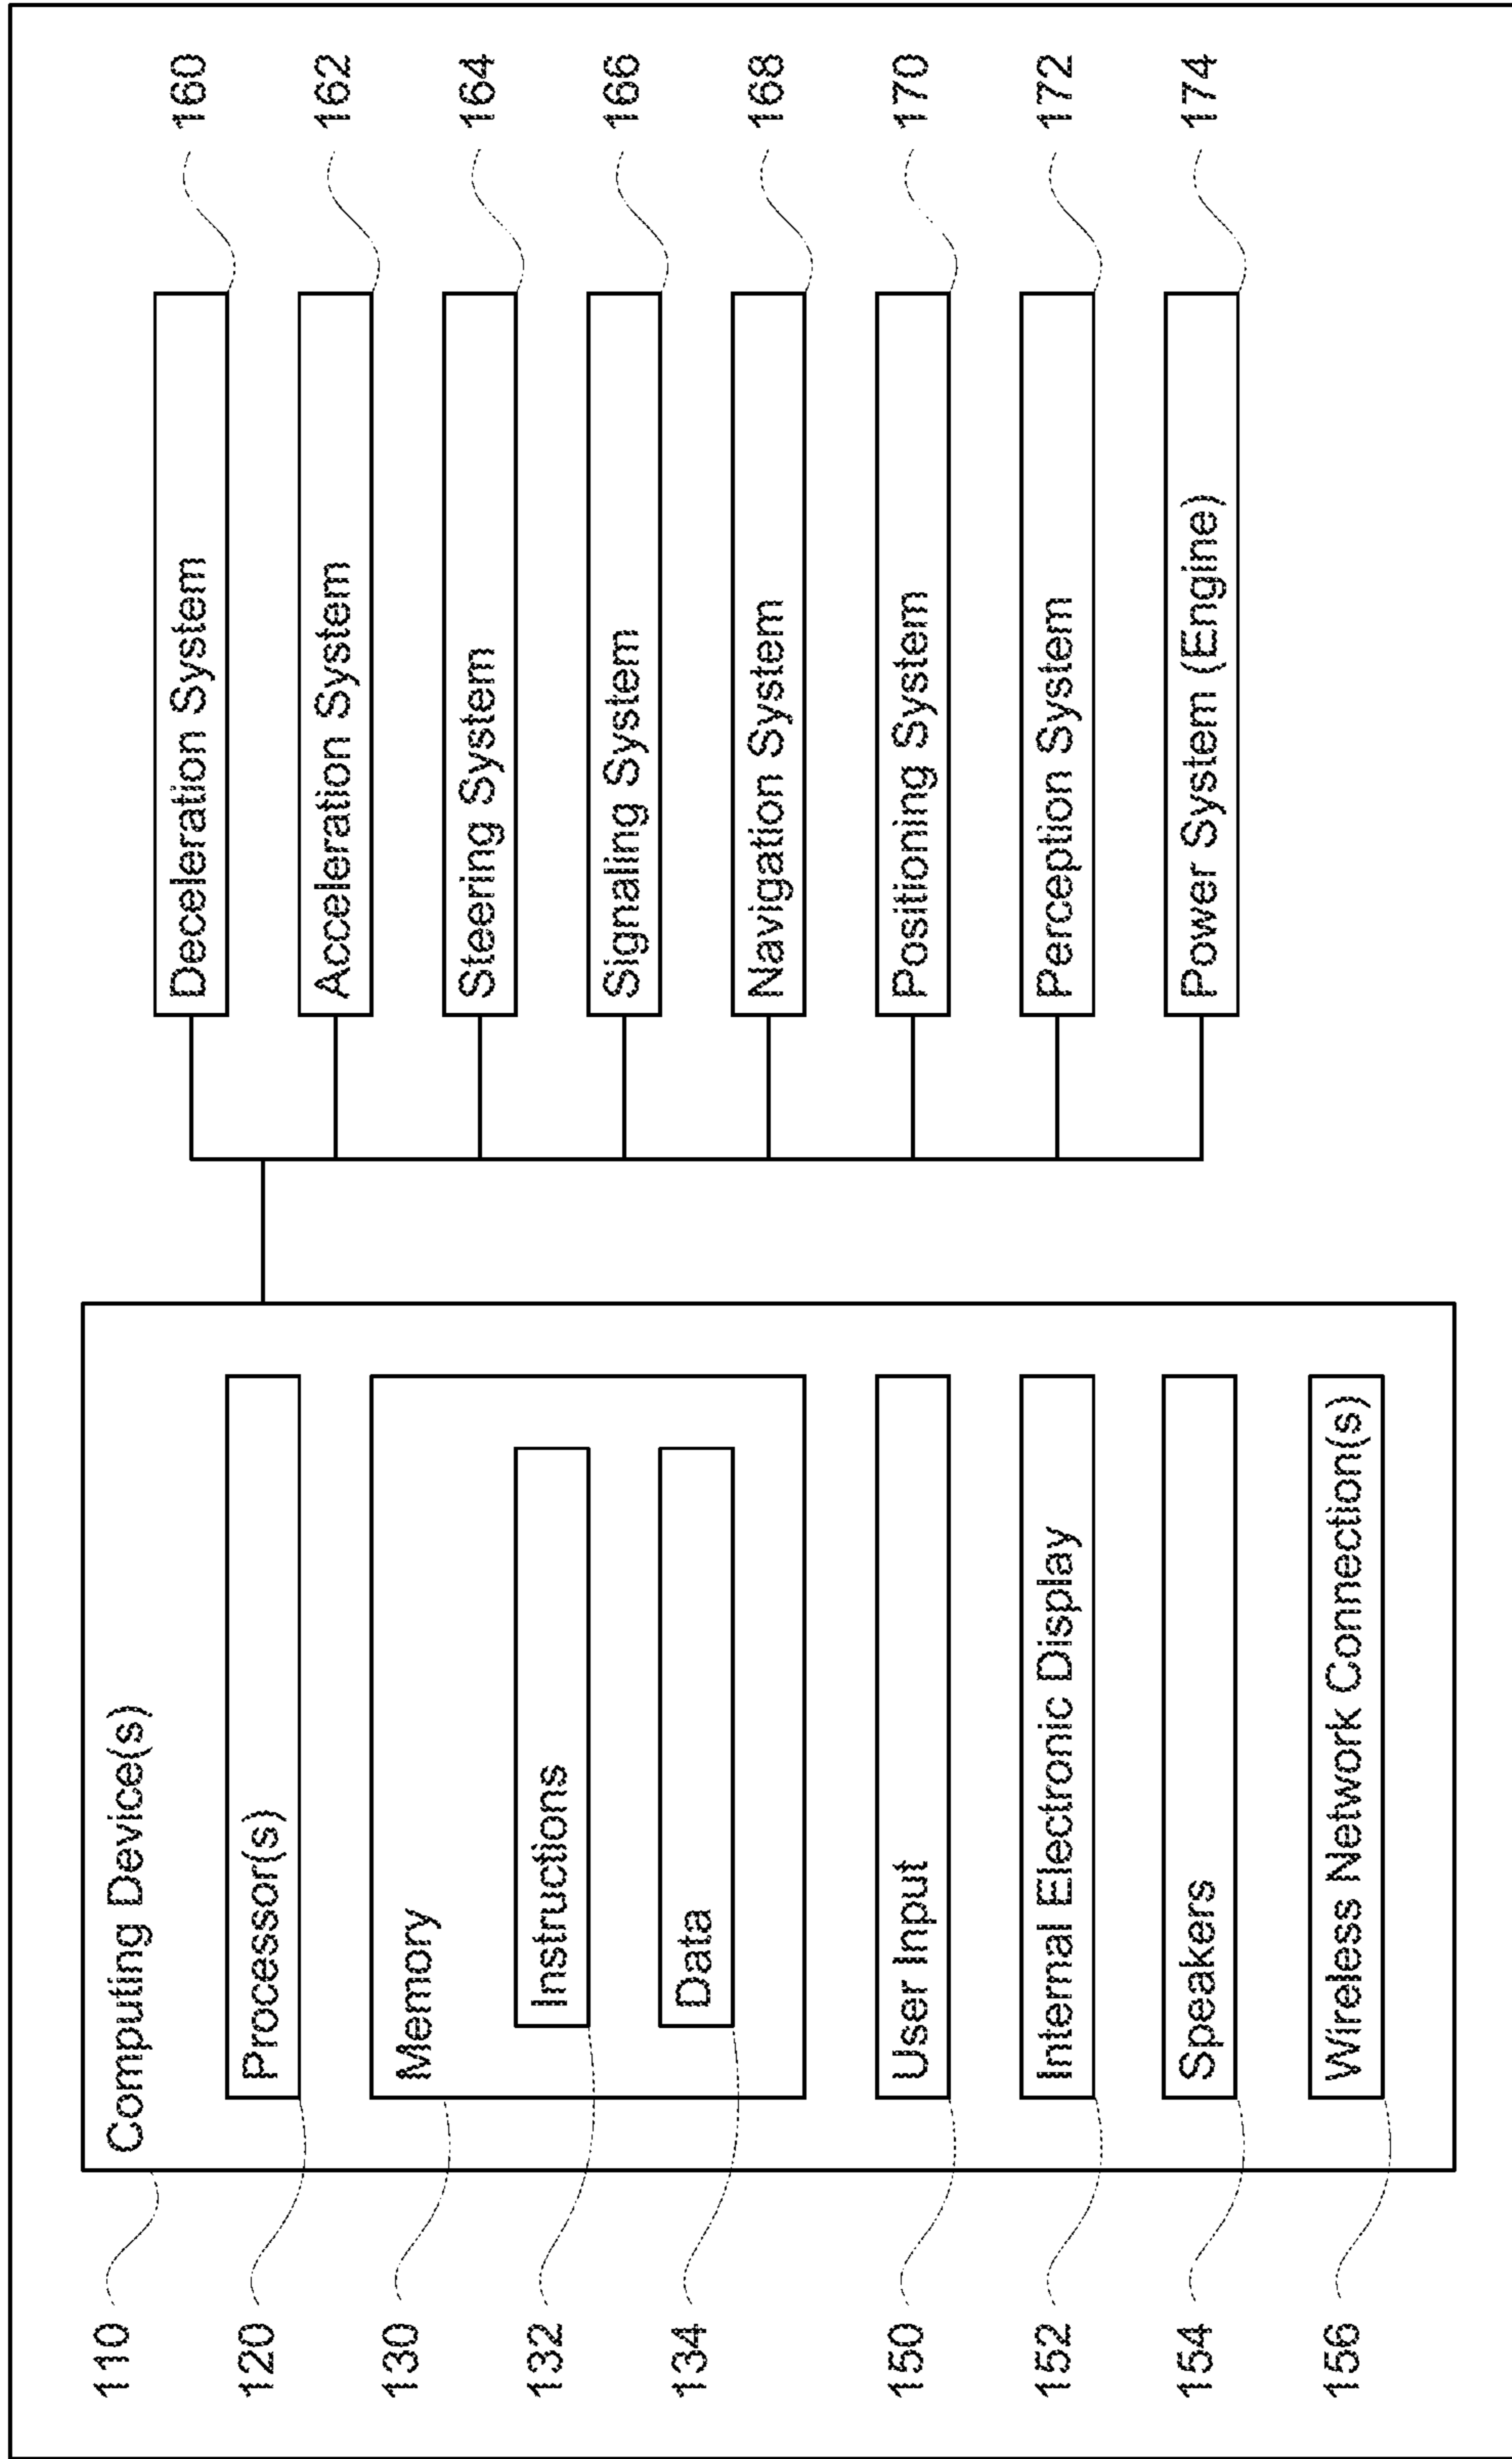 110
Computing Device(s)
120
Processor(s)
130
Memory
132
Instructions
134
Data
150
User Input
152
Internal Electronic Display
154
Speakers
156
Wireless Network Connection(s)
Deceleration System
160
Acceleration System
162
Steering System
164
Signaling System
166
Navigation System
168
Positioning System
170
Perception System
172
Power System (Engine)
174